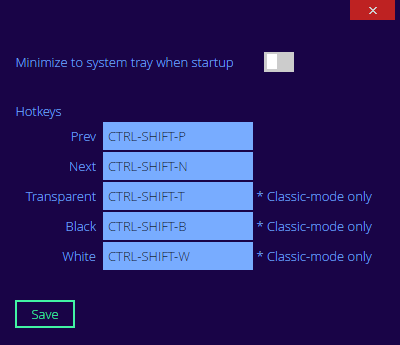 Minimize to system tray when startup
Hotkeys
Prev CTRL-SHIFT-P
Next CTRL-SHIFT-N
Transparent CTRL-SHIFT-T * Classic-mode only
Black CTRL-SHIFT-B * Classic-mode only
White CTRL-SHIFT-W * Classic-mode only
Save